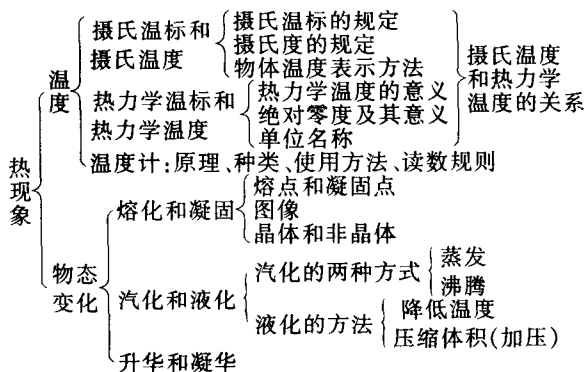 热现象
温度
摄氏温标和
摄氏温度
摄氏温标的规定
摄氏度的规定
物体温度表示方法
热力学温标和
热力学温度
热力学温度的意义
绝对零度及其意义
单位名称
摄氏温度
和热力学
温度的关系
温度计:原理、种类、使用方法、读数规则
物态
变化
熔化和凝固
熔点和凝固点
图像
晶体和非晶体
汽化和液化
汽化的两种方式
蒸发
沸腾
液化的方法
降低温度
压缩体积(加压)
升华和凝华